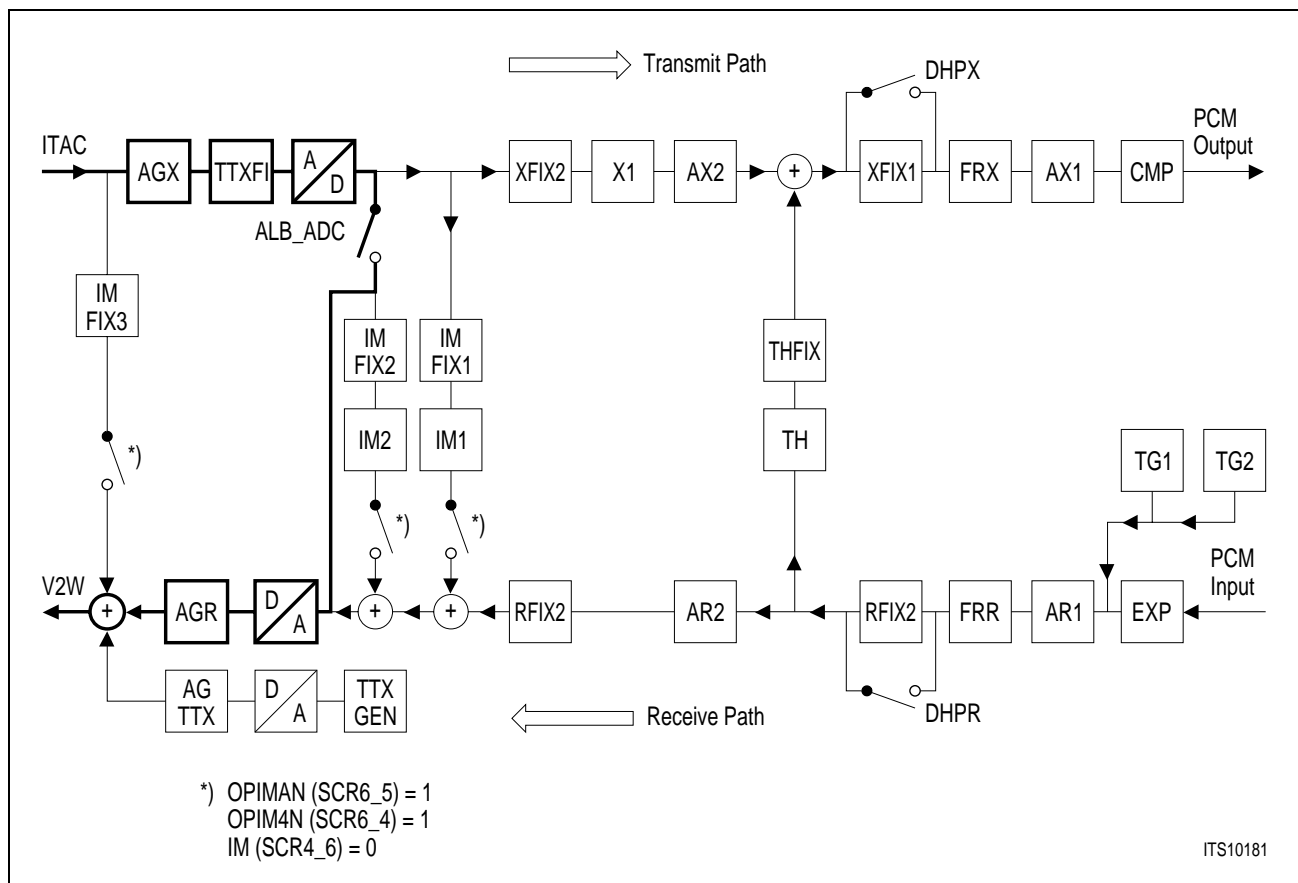 Transmit Path
DHPX
ITAC
PCM
Output
AGX
TTXFI
A
D
XFIX2
X1
AX2
+
XFIX1
FRX
AX1
CMP
ALB_ADC
IM
FIX3
IM
FIX2
IM
FIX1
THFIX
*)
IM2
IM1
TH
TG1
TG2
*)
*)
PCM
Input
V2W
+
AGR
D
A
+
+
RFIX2
AR2
RFIX2
FRR
AR1
EXP
AG
TTX
D
A
TTX
GEN
Receive Path
DHPR
*) OPIMAN (SCR6_5) = 1
OPIM4N (SCR6_4) = 1
IM (SCR4_6) = 0
ITS10181